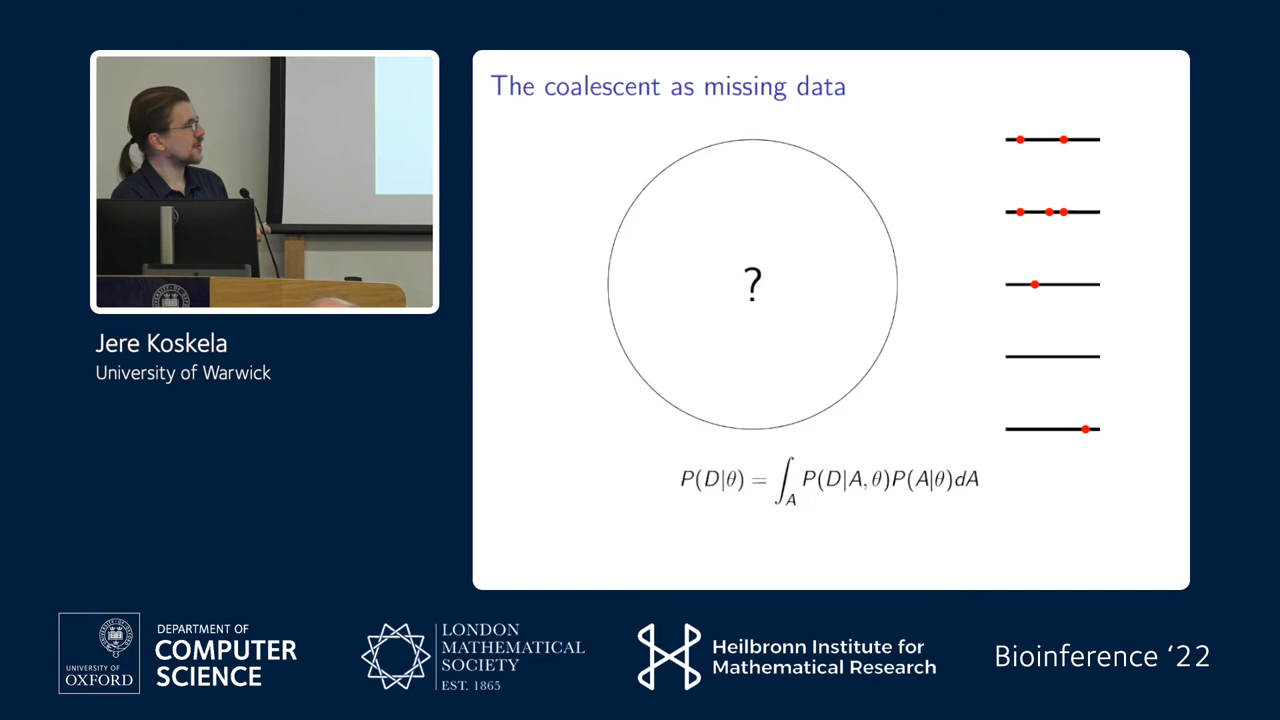 The coalescent as missing data
?
P(D|θ) = ∫_A P(D|A, θ)P(A|θ)dA
Jere Koskela
University of Warwick
UNIVERSITY OF
OXFORD
DEPARTMENT OF
COMPUTER
SCIENCE
LONDON
MATHEMATICAL
SOCIETY
EST. 1865
Heilbronn Institute for
Mathematical Research
Bioinference ‘22